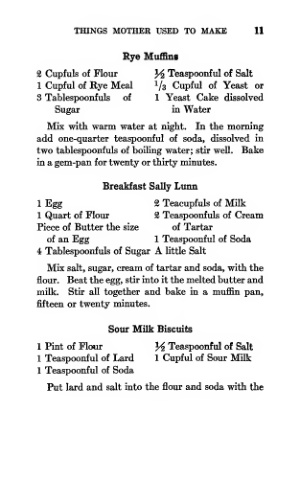 THINGS MOTHER USED TO MAKE 11
Rye Muffins
2 Cupfuls of Flour ½ Teaspoonful of Salt
1 Cupful of Rye Meal 1/3 Cupful of Yeast or
3 Tablespoonfuls of 1 Yeast Cake dissolved
Sugar in Water
Mix with warm water at night. In the morning
add one-quarter teaspoonful of soda, dissolved in
two tablespoonfuls of boiling water; stir well. Bake
in a gem-pan for twenty or thirty minutes.
Breakfast Sally Lunn
1 Egg 2 Teacupfuls of Milk
1 Quart of Flour 2 Teaspoonfuls of Cream
Piece of Butter the size of Tartar
of an Egg 1 Teaspoonful of Soda
4 Tablespoonfuls of Sugar A little Salt
Mix salt, sugar, cream of tartar and soda, with the
flour. Beat the egg, stir into it the melted butter and
milk. Stir all together and bake in a muffin pan,
fifteen or twenty minutes.
Sour Milk Biscuits
1 Pint of Flour ½ Teaspoonful of Salt
1 Teaspoonful of Lard 1 Cupful of Sour Milk
1 Teaspoonful of Soda
Put lard and salt into the flour and soda with the